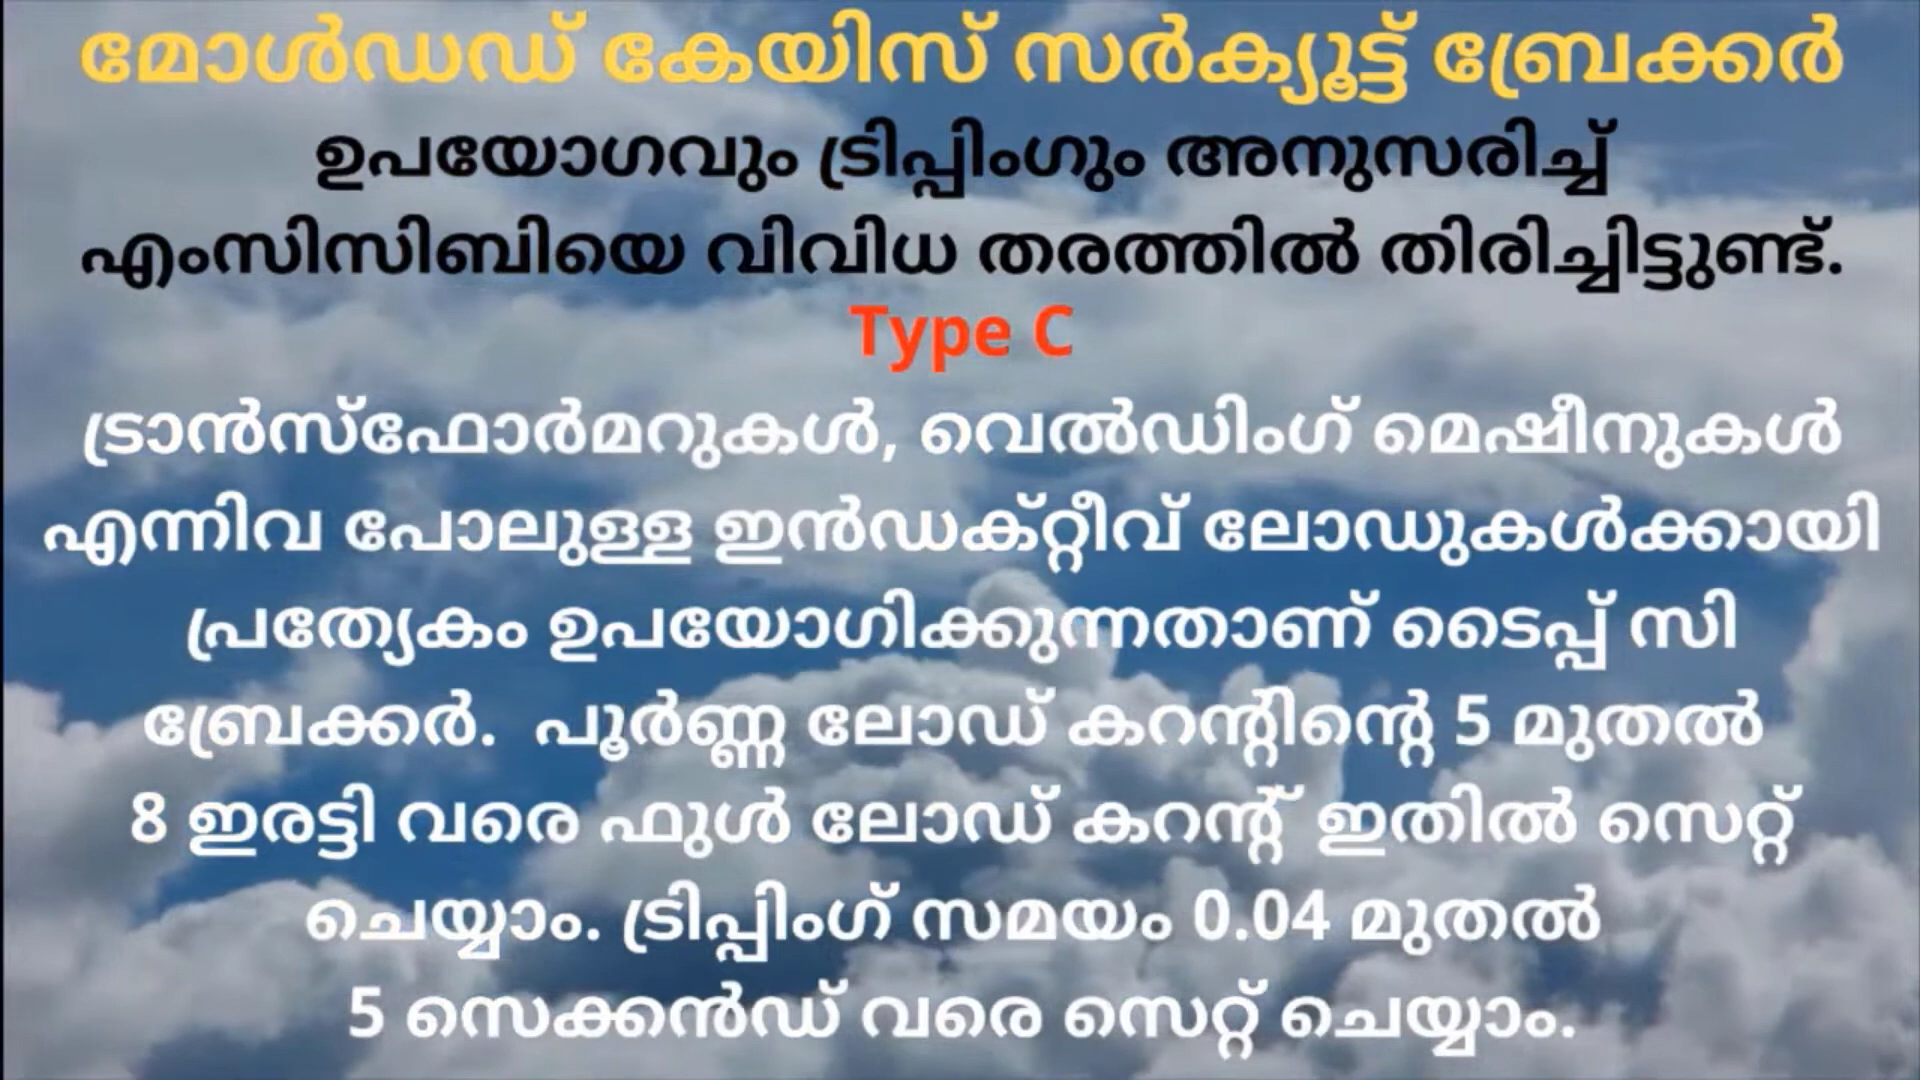 മോൾഡഡ് കേയിസ് സർക്യൂട്ട് ബ്രേക്കർ
ഉപയോഗവും ട്രിപ്പിംഗും അനുസരിച്ച്
എംസിസിബിയെ വിവിധ തരത്തിൽ തിരിച്ചിട്ടുണ്ട്.
Type C
ട്രാൻസ്ഫോർമറുകൾ, വെൽഡിംഗ് മെഷീനുകൾ
എന്നിവ പോലുള്ള ഇൻഡക്റ്റീവ് ലോഡുകൾക്കായി
പ്രത്യേകം ഉപയോഗിക്കുന്നതാണ് ടൈപ്പ് സി
ബ്രേക്കർ. പൂർണ്ണ ലോഡ് കറന്റിന്റെ 5 മുതൽ
8 ഇരട്ടി വരെ ഫുൾ ലോഡ് കറന്റ് ഇതിൽ സെറ്റ്
ചെയ്യാം. ട്രിപ്പിംഗ് സമയം 0.04 മുതൽ
5 സെക്കൻഡ് വരെ സെറ്റ് ചെയ്യാം.